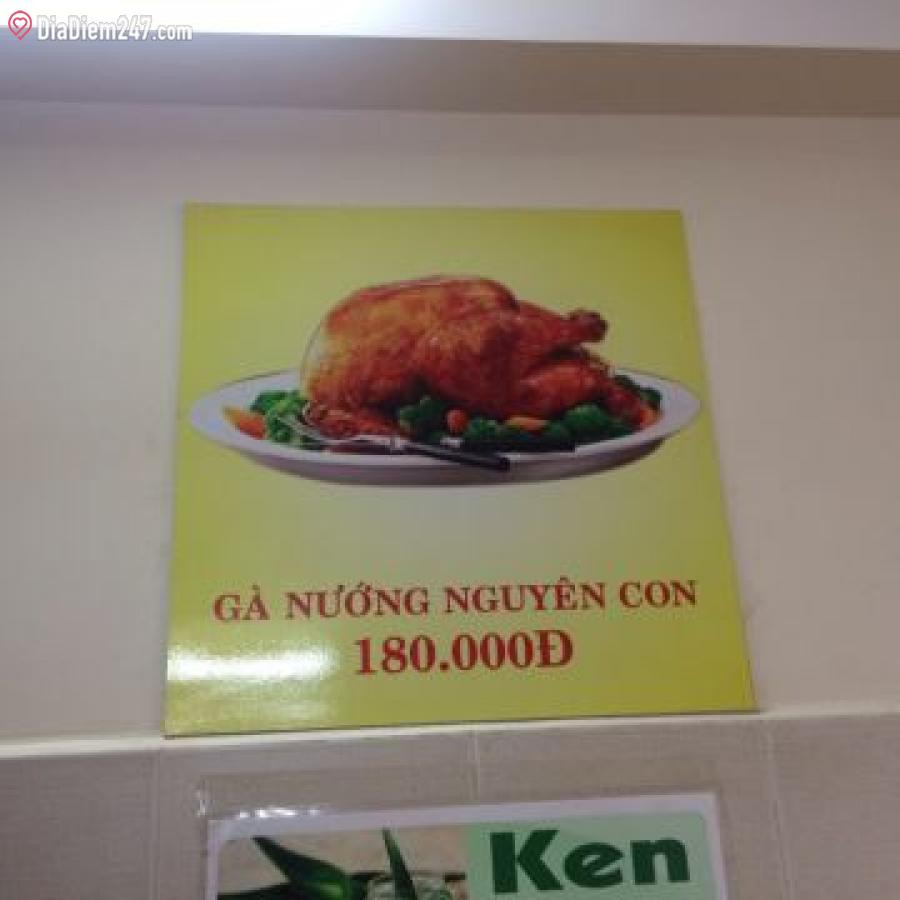 DiaDiem247.com
GÀ NƯỚNG NGUYÊN CON
180.000Đ
Ken